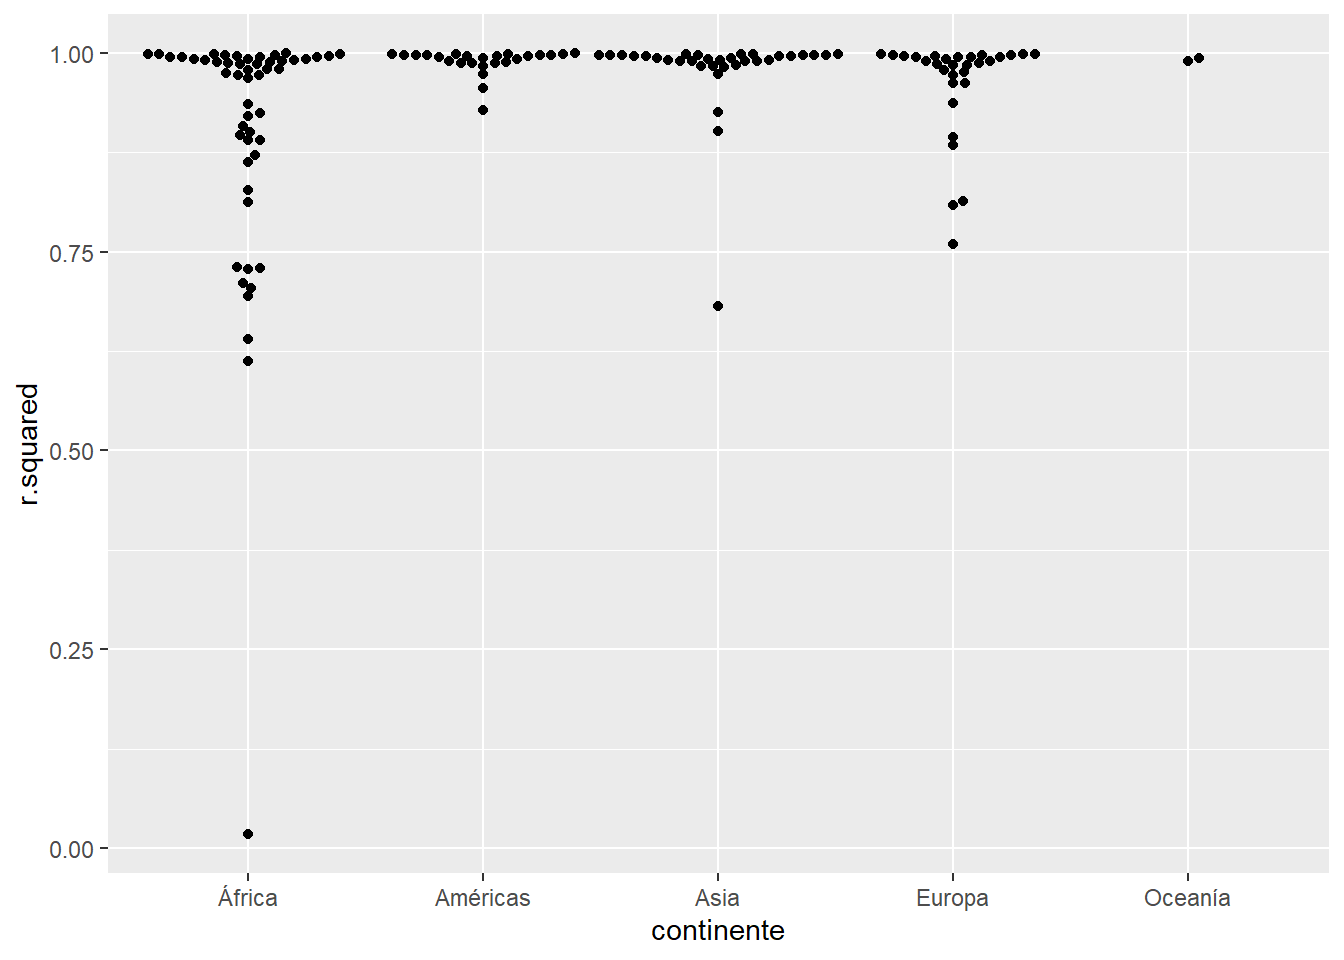 1.00
0.75
0.50
0.25
0.00
r.squared
África
Américas
Asia
Europa
Oceanía
continente